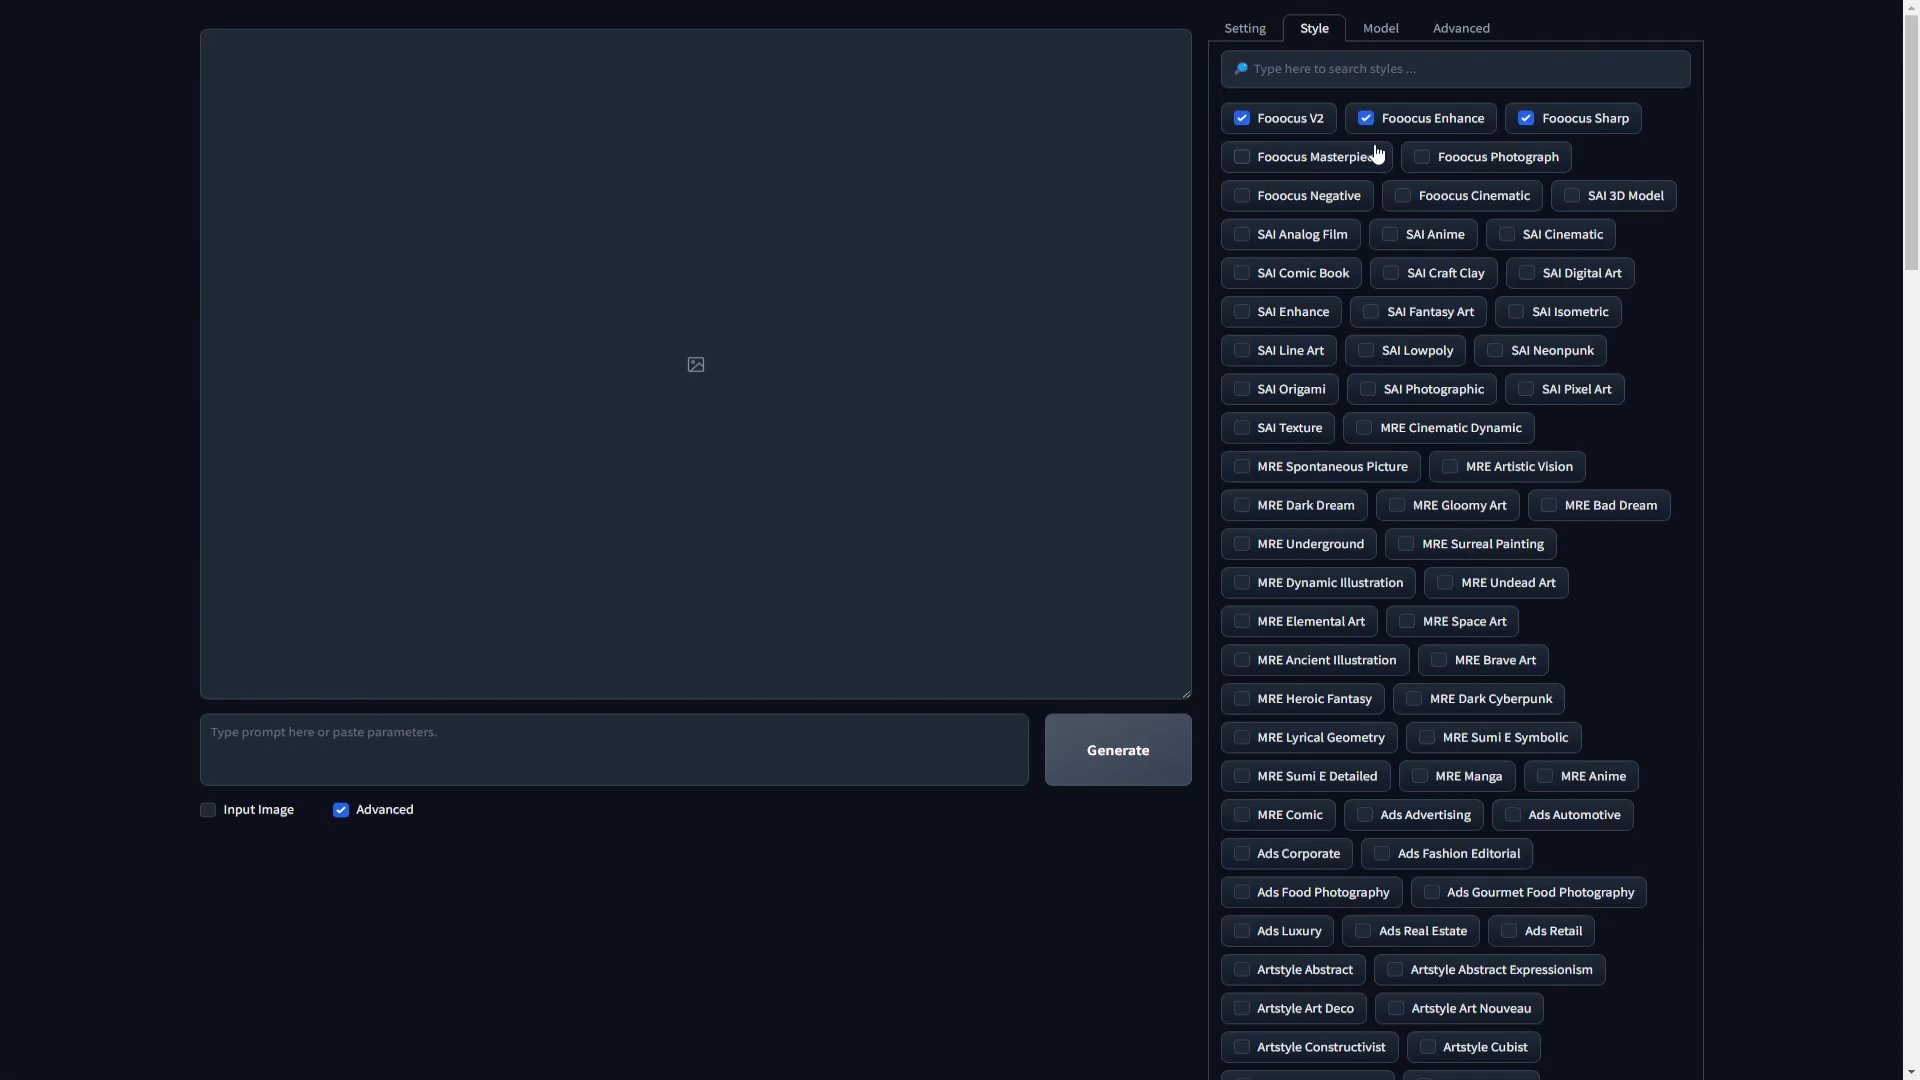 Setting Style Model Advanced
Type here to search styles ...
Fooocus V2 Fooocus Enhance Fooocus Sharp
Fooocus Fooocus Photograph
Fooocus Negative Fooocus Cinematic SAI 3D Model
SAI Analog Film SAI Anime SAI Cinematic
SAI Comic Book SAI Craft Clay SAI Digital Art
SAI Enhance SAI Fantasy Art SAI Isometric
SAI Line Art SAI Lowpoly SAI Neonpunk
SAI Origami SAI Photographic SAI Pixel Art
SAI Texture MRE Cinematic Dynamic
MRE Spontaneous Picture MRE Artistic Vision
MRE Dark Dream MRE Gloomy Art MRE Bad Dream
MRE Underground MRE Surreal Painting
MRE Dynamic Illustration MRE Undead Art
MRE Elemental Art MRE Space Art
MRE Ancient Illustration MRE Brave Art
MRE Heroic Fantasy MRE Dark Cyberpunk
MRE Lyrical Geometry MRE Sumi E Symbolic
MRE Sumi E Detailed MRE Manga MRE Anime
MRE Comic Ads Advertising Ads Automotive
Ads Corporate Ads Fashion Editorial
Ads Food Photography Ads Gourmet Food Photography
Ads Luxury Ads Real Estate Ads Retail
Artstyle Abstract Artstyle Abstract Expressionism
Artstyle Art Deco Artstyle Art Nouveau
Artstyle Constructivist Artstyle Cubist
Type prompt here or paste parameters.
Generate
Input Image Advanced